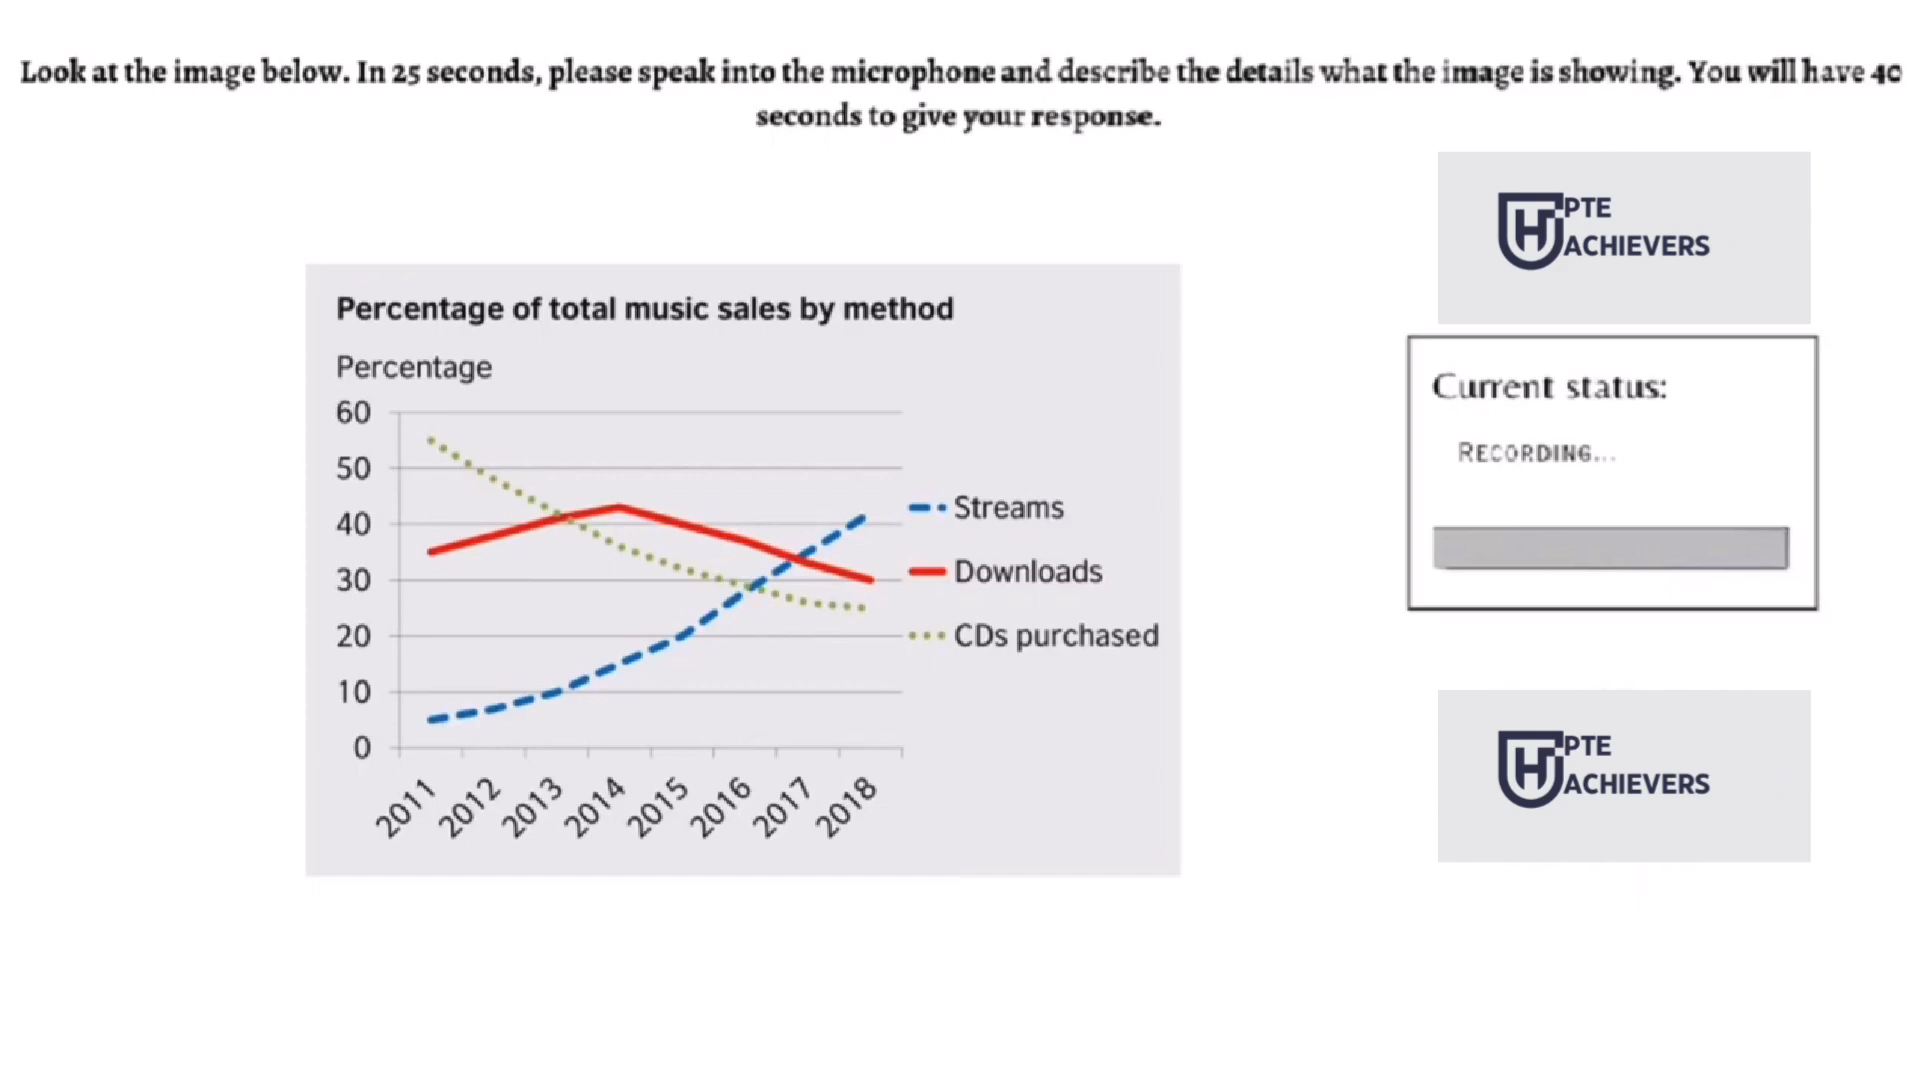 Look at the image below. In 25 seconds, please speak into the microphone and describe the details what the image is showing. You will have 40
seconds to give your response.
PTE
ACHIEVERS
Current status:
RECORDING...
Percentage of total music sales by method
Percentage
60
50
40
30
20
10
0
2011
2012
2013
2014
2015
2016
2017
2018
Streams
Downloads
CDs purchased
PTE
ACHIEVERS